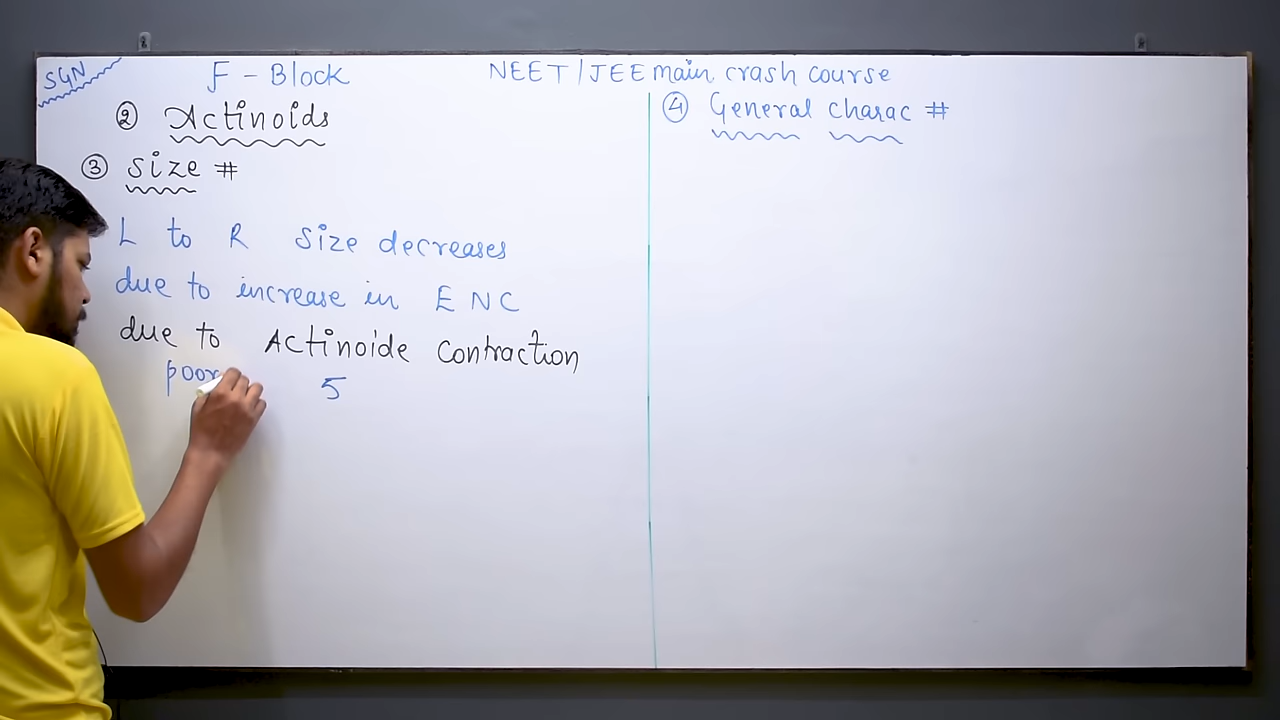 SGN
F - Block
NEET/JEE main crash course
② Actinoids
③ Size #
L to R Size decreases
due to increase in ENC
due to Actinoide Contraction
poor 5
④ General Charac #